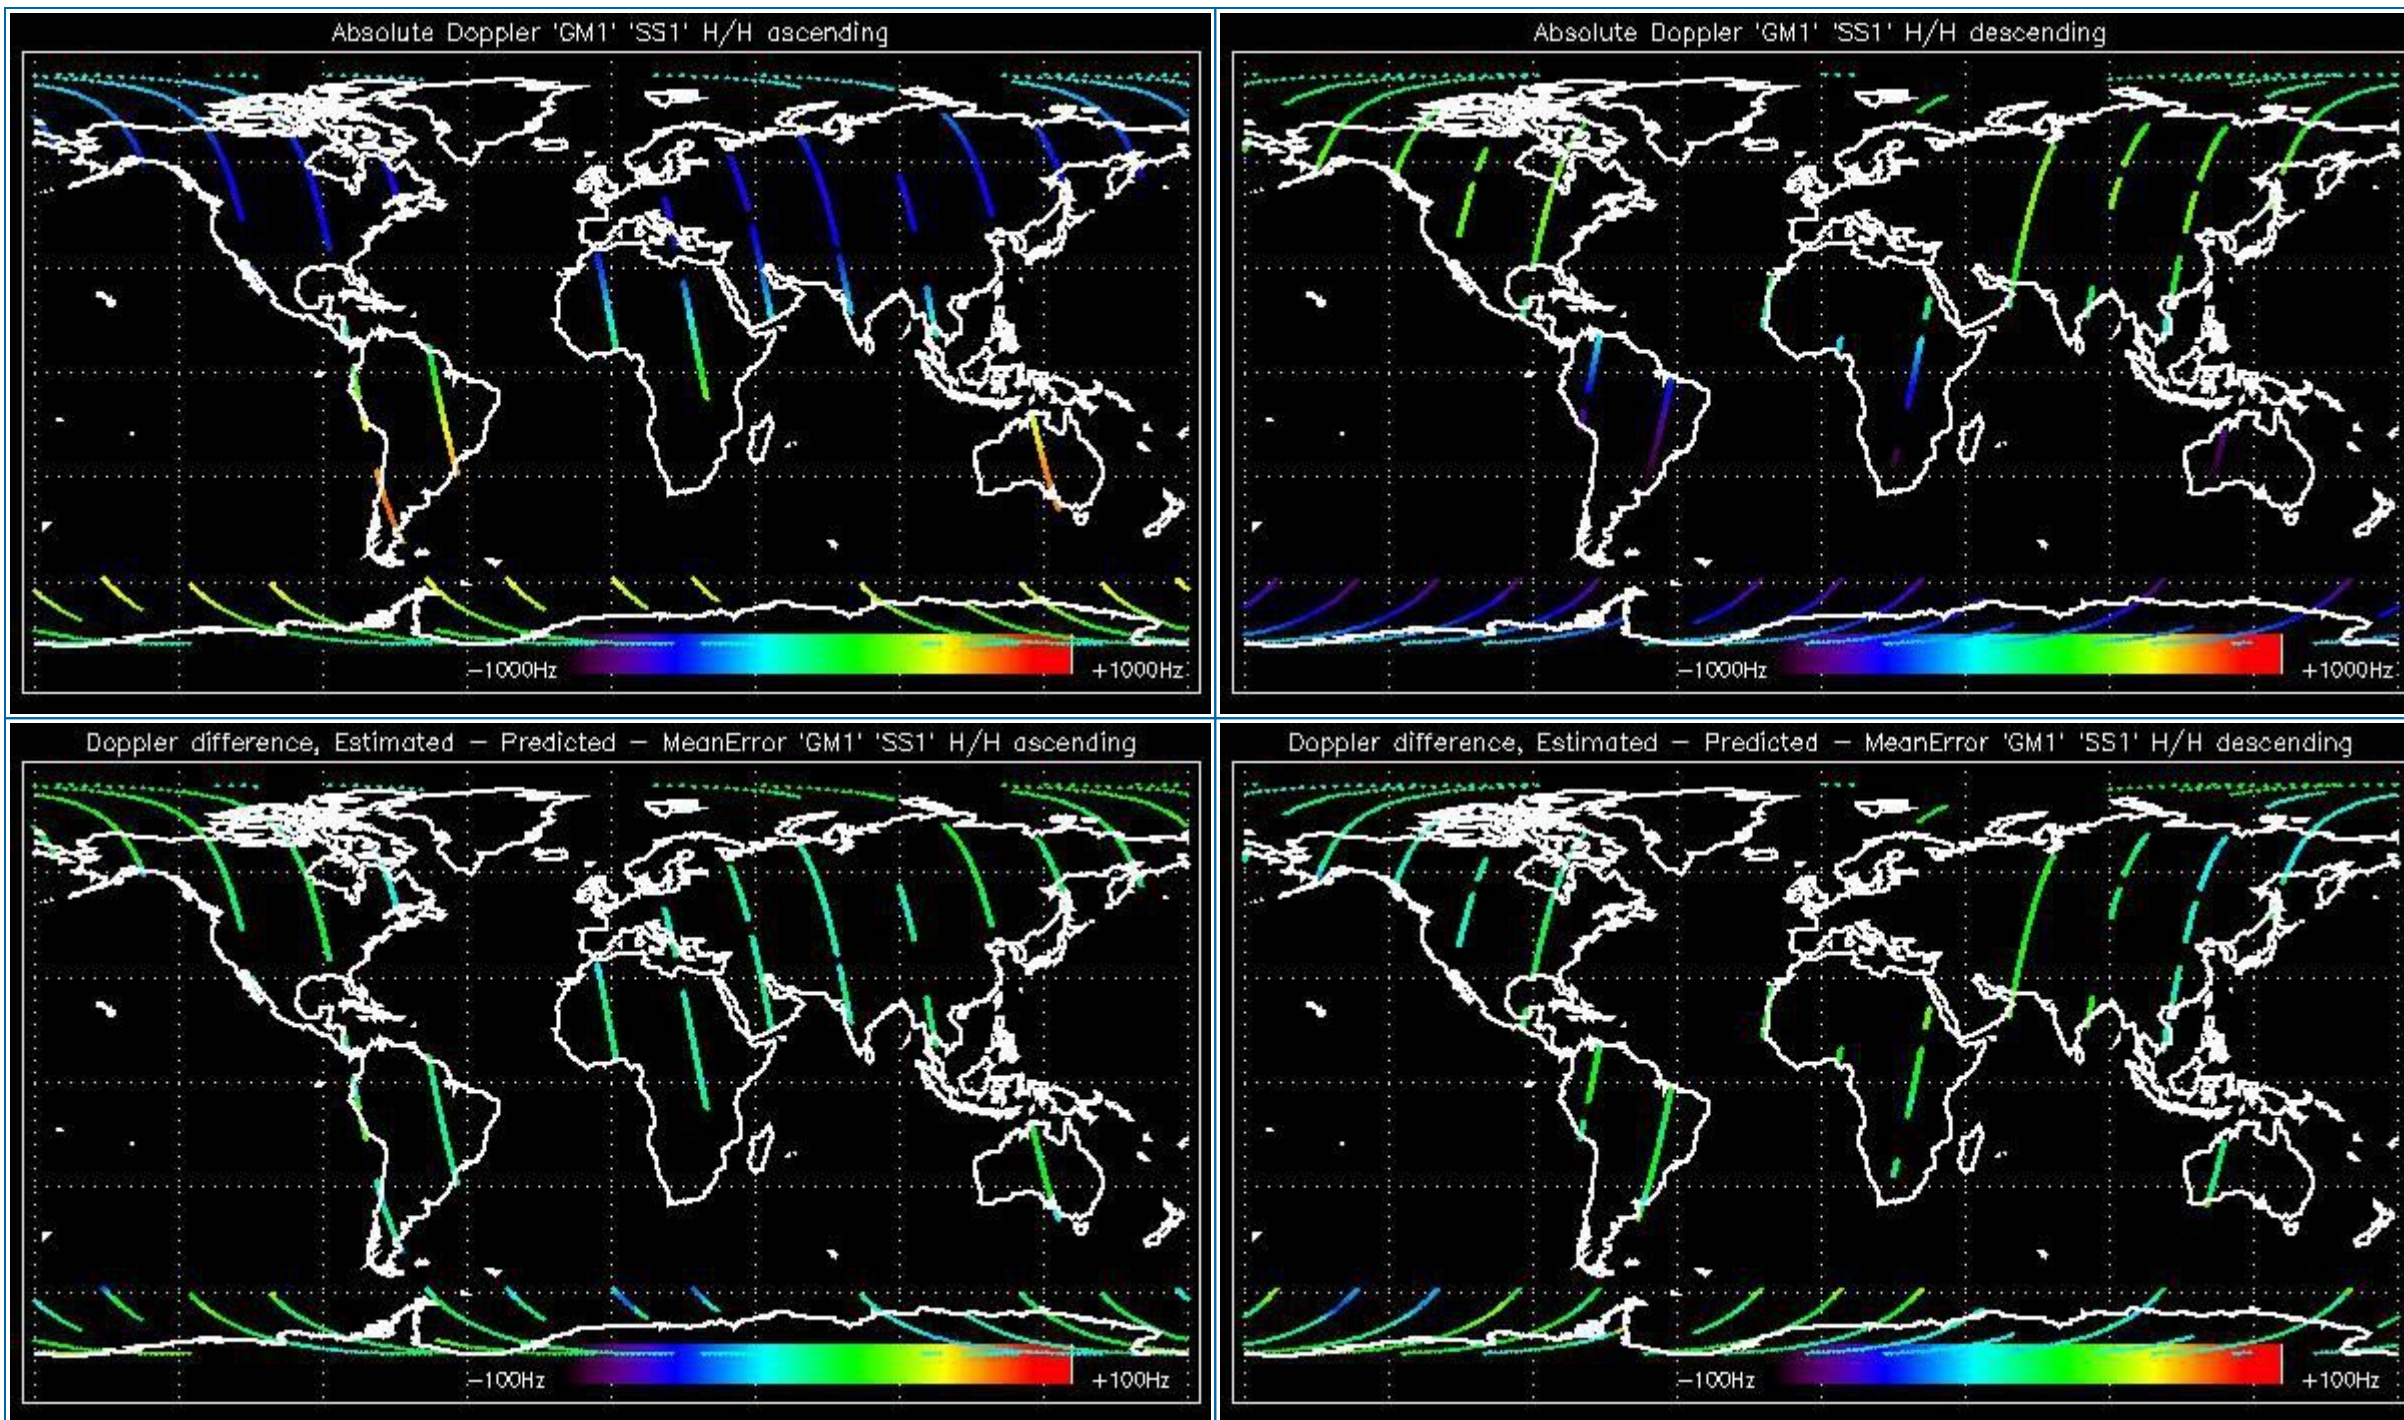 Absolute Doppler 'GM1' 'SS1' H/H ascending
-1000Hz +1000Hz
Absolute Doppler 'GM1' 'SS1' H/H descending
-1000Hz +1000Hz
Doppler difference, Estimated - Predicted - MeanError 'GM1' 'SS1' H/H ascending
-100Hz +100Hz
Doppler difference, Estimated - Predicted - MeanError 'GM1' 'SS1' H/H descending
-100Hz +100Hz